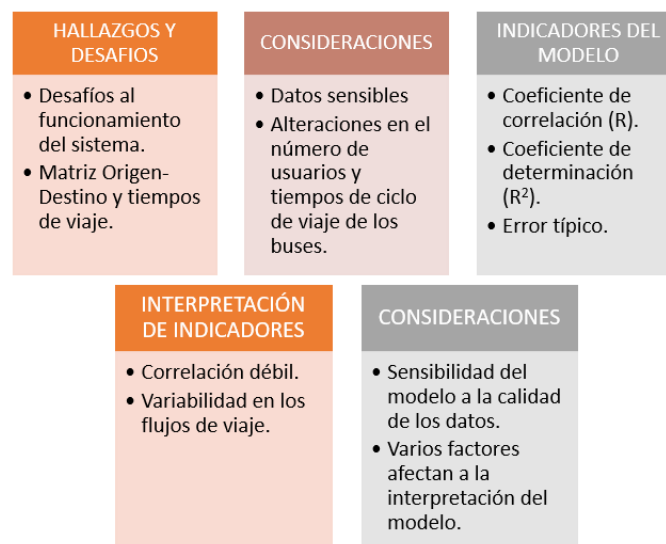 HALLAZGOS Y
DESAFIOS
• Desafíos al
funcionamiento
del sistema.
• Matriz Origen-
Destino y tiempos
de viaje.
CONSIDERACIONES
• Datos sensibles
• Alteraciones en el
número de
usuarios y
tiempos de ciclo
de viaje de los
buses.
INDICADORES DEL
MODELO
• Coeficiente de
correlación (R).
• Coeficiente de
determinación
(R²).
• Error típico.
INTERPRETACIÓN
DE INDICADORES
• Correlación débil.
• Variabilidad en los
flujos de viaje.
CONSIDERACIONES
• Sensibilidad del
modelo a la calidad
de los datos.
• Varios factores
afectan a la
interpretación del
modelo.